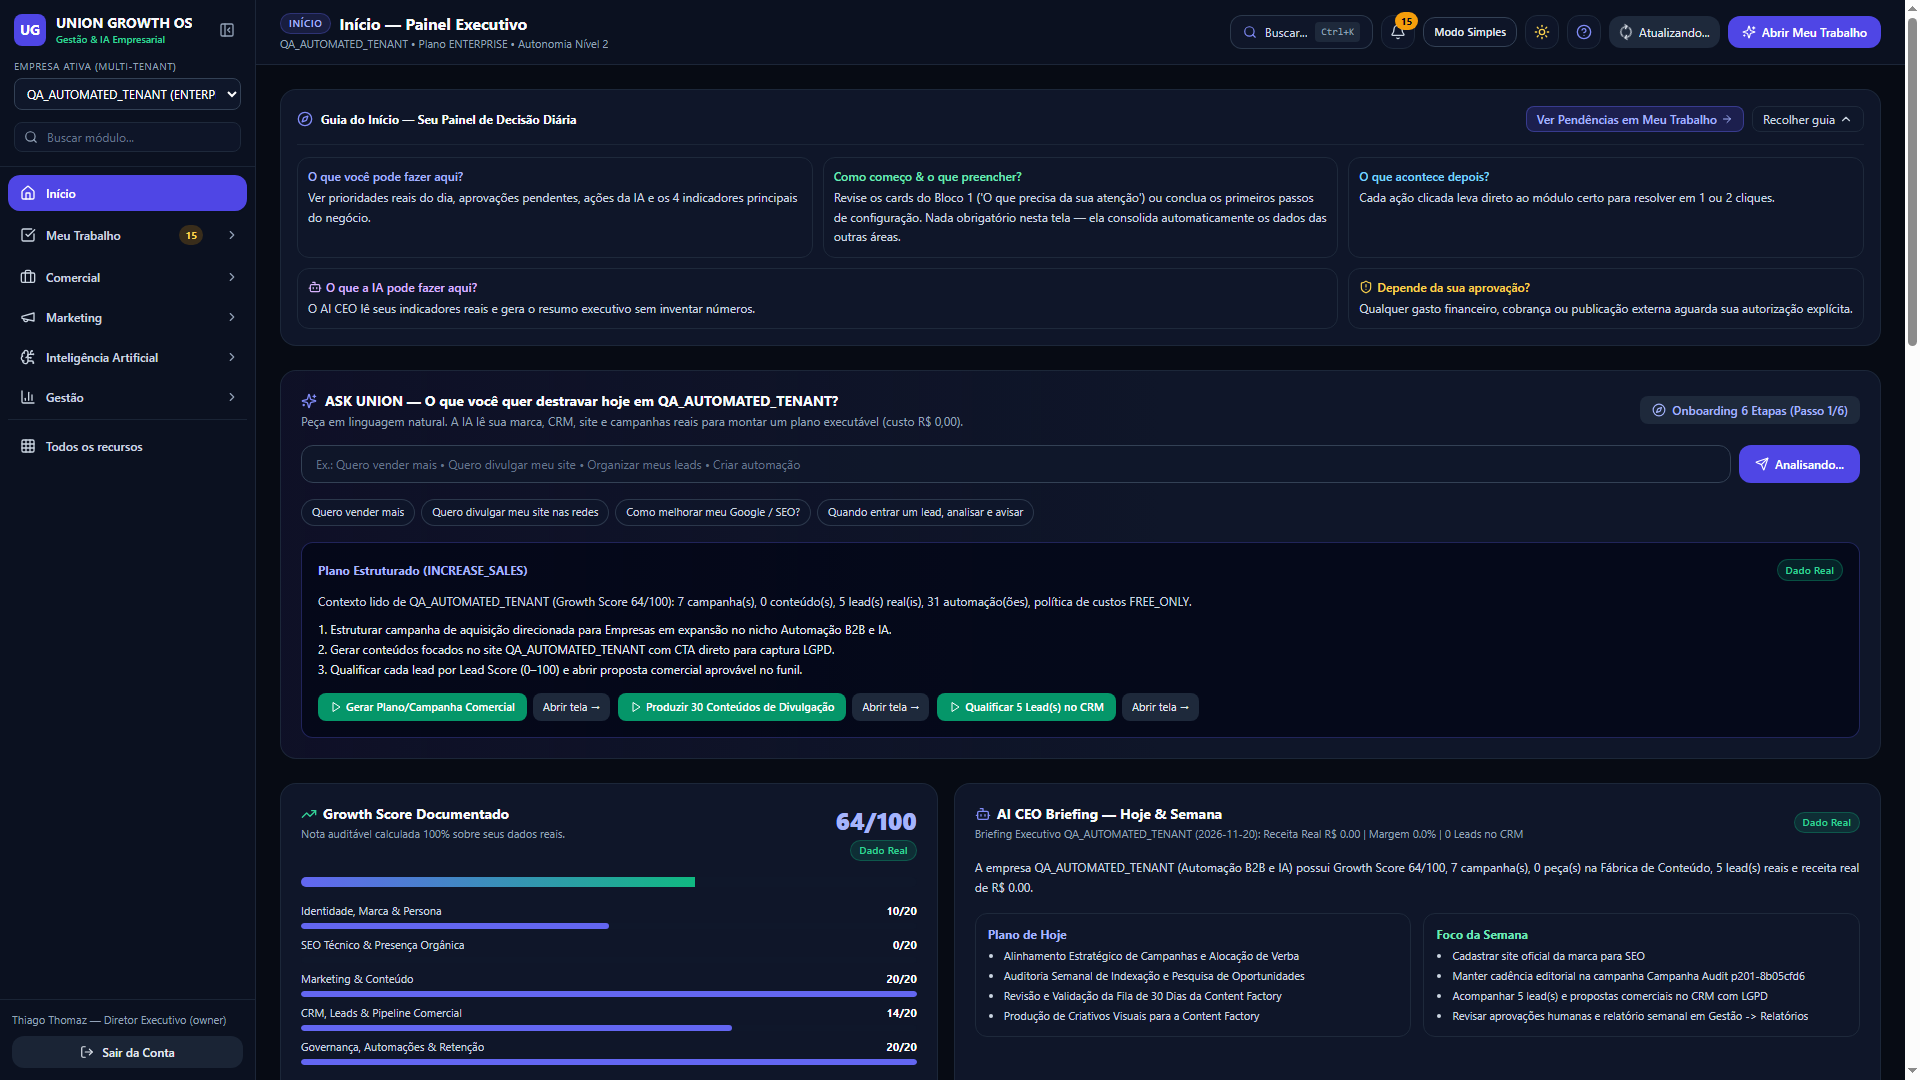 UG
UNION GROWTH OS
Gestão & IA Empresarial
EMPRESA ATIVA (MULTI-TENANT)
QA_AUTOMATED_TENANT (ENTERP
Buscar módulo...
Início
Meu Trabalho 15
Comercial
Marketing
Inteligência Artificial
Gestão
Todos os recursos
Thiago Thomaz — Diretor Executivo (owner)
Sair da Conta
INÍCIO Início — Painel Executivo
QA_AUTOMATED_TENANT • Plano ENTERPRISE • Autonomia Nível 2
Buscar... Ctrl+K
15
Modo Simples
Atualizando...
Abrir Meu Trabalho
Guia do Início — Seu Painel de Decisão Diária
Ver Pendências em Meu Trabalho →
Recolher guia
O que você pode fazer aqui?
Ver prioridades reais do dia, aprovações pendentes, ações da IA e os 4 indicadores principais
do negócio.
Como começo & o que preencher?
Revise os cards do Bloco 1 ('O que precisa da sua atenção') ou conclua os primeiros passos
de configuração. Nada obrigatório nesta tela — ela consolida automaticamente os dados das
outras áreas.
O que acontece depois?
Cada ação clicada leva direto ao módulo certo para resolver em 1 ou 2 cliques.
O que a IA pode fazer aqui?
O AI CEO lê seus indicadores reais e gera o resumo executivo sem inventar números.
Depende da sua aprovação?
Qualquer gasto financeiro, cobrança ou publicação externa aguarda sua autorização explícita.
ASK UNION — O que você quer destravar hoje em QA_AUTOMATED_TENANT?
Peça em linguagem natural. A IA lê sua marca, CRM, site e campanhas reais para montar um plano executável (custo R$ 0,00).
Onboarding 6 Etapas (Passo 1/6)
Ex.: Quero vender mais • Quero divulgar meu site • Organizar meus leads • Criar automação
Analisando...
Quero vender mais
Quero divulgar meu site nas redes
Como melhorar meu Google / SEO?
Quando entrar um lead, analisar e avisar
Plano Estruturado (INCREASE_SALES)
Dado Real
Contexto lido de QA_AUTOMATED_TENANT (Growth Score 64/100): 7 campanha(s), 0 conteúdo(s), 5 lead(s) real(is), 31 automação(ões), política de custos FREE_ONLY.
1. Estruturar campanha de aquisição direcionada para Empresas em expansão no nicho Automação B2B e IA.
2. Gerar conteúdos focados no site QA_AUTOMATED_TENANT com CTA direto para captura LGPD.
3. Qualificar cada lead por Lead Score (0–100) e abrir proposta comercial aprovável no funil.
Gerar Plano/Campanha Comercial
Abrir tela →
Produzir 30 Conteúdos de Divulgação
Abrir tela →
Qualificar 5 Lead(s) no CRM
Abrir tela →
Growth Score Documentado
Nota auditável calculada 100% sobre seus dados reais.
64/100
Dado Real
Identidade, Marca & Persona 10/20
SEO Técnico & Presença Orgânica 0/20
Marketing & Conteúdo 20/20
CRM, Leads & Pipeline Comercial 14/20
Governança, Automações & Retenção 20/20
AI CEO Briefing — Hoje & Semana
Briefing Executivo QA_AUTOMATED_TENANT (2026-11-20): Receita Real R$ 0.00 | Margem 0.0% | 0 Leads no CRM
Dado Real
A empresa QA_AUTOMATED_TENANT (Automação B2B e IA) possui Growth Score 64/100, 7 campanha(s), 0 peça(s) na Fábrica de Conteúdo, 5 lead(s) reais e receita real
de R$ 0.00.
Plano de Hoje
• Alinhamento Estratégico de Campanhas e Alocação de Verba
• Auditoria Semanal de Indexação e Pesquisa de Oportunidades
• Revisão e Validação da Fila de 30 Dias da Content Factory
• Produção de Criativos Visuais para a Content Factory
Foco da Semana
• Cadastrar site oficial da marca para SEO
• Manter cadência editorial na campanha Campanha Audit p201-8b05cfd6
• Acompanhar 5 lead(s) e propostas comerciais no CRM com LGPD
• Revisar aprovações humanas e relatório semanal em Gestão -> Relatórios